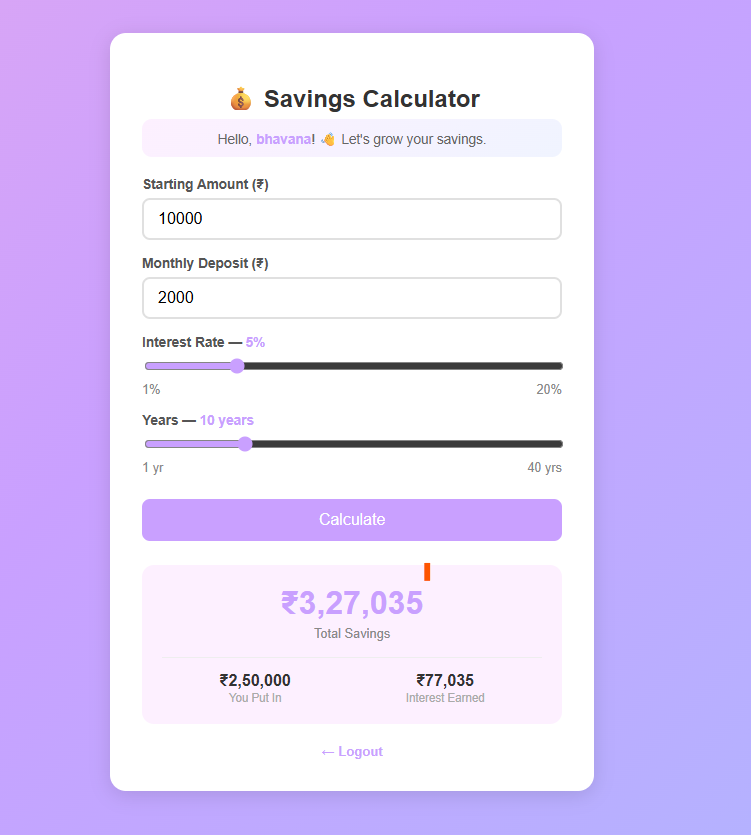 💰 Savings Calculator
Hello, bhavana! 👋 Let's grow your savings.
Starting Amount (₹)
10000
Monthly Deposit (₹)
2000
Interest Rate — 5%
1% 20%
Years — 10 years
1 yr 40 yrs
Calculate
₹3,27,035
Total Savings
₹2,50,000 ₹77,035
You Put In Interest Earned
← Logout